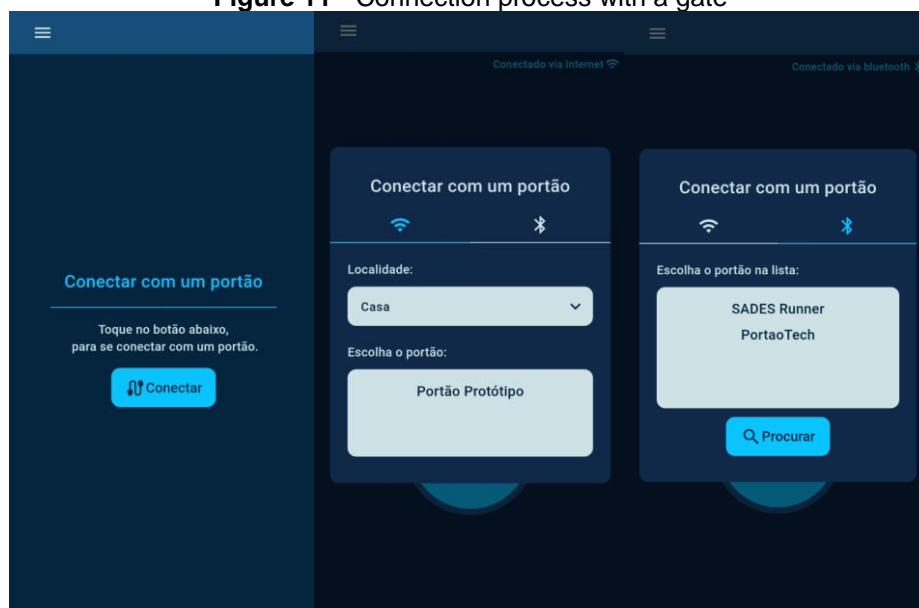 Figure 11 - Connection process with a gate
Conectar com um portão
Toque no botão abaixo,
para se conectar com um portão.
Conectar
Conectado via internet
Conectar com um portão
Localidade:
Casa
Escolha o portão:
Portão Protótipo
Conectado via bluetooth
Conectar com um portão
Escolha o portão na lista:
SADES Runner
PortaoTech
Procurar